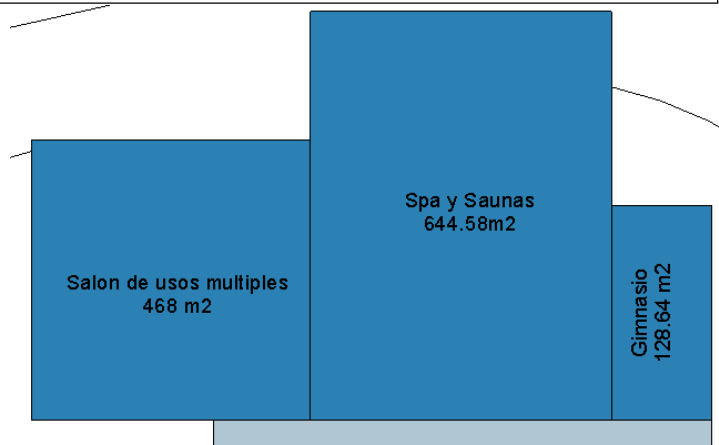 Spa y Saunas
644.58m2
Salon de usos multiples
468 m2
Gimnasio
128.64 m2